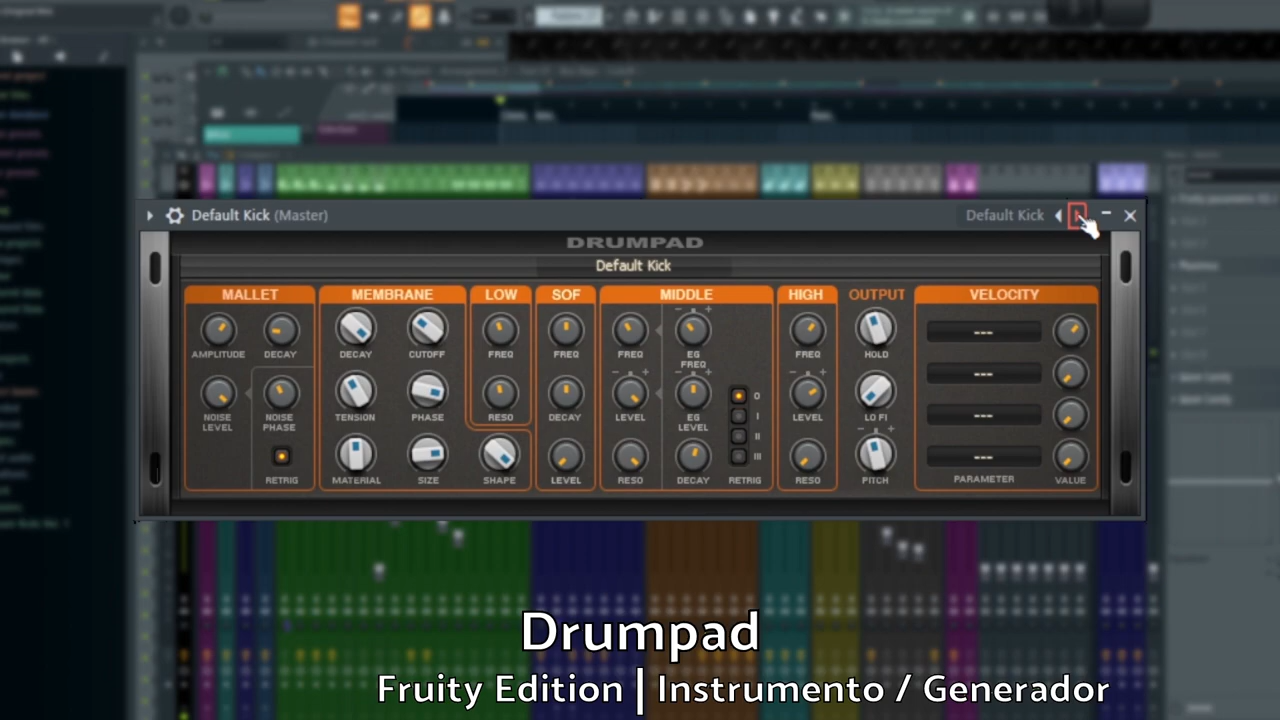 Default Kick (Master)
Default Kick
DRUMPAD
Default Kick
MALLET
MEMBRANE
LOW
SOF
MIDDLE
HIGH
OUTPUT
VELOCITY
AMPLITUDE
DECAY
DECAY
CUTOFF
FREQ
FREQ
FREQ
EG FREQ
FREQ
HOLD
---
NOISE LEVEL
NOISE PHASE
TENSION
PHASE
RESO
DECAY
LEVEL
EG LEVEL
0
I
II
III
LEVEL
LO FI
---
---
RETRIG
MATERIAL
SIZE
SHAPE
LEVEL
RESO
DECAY
RETRIG
RESO
PITCH
---
PARAMETER
VALUE
Drumpad
Fruity Edition | Instrumento / Generador